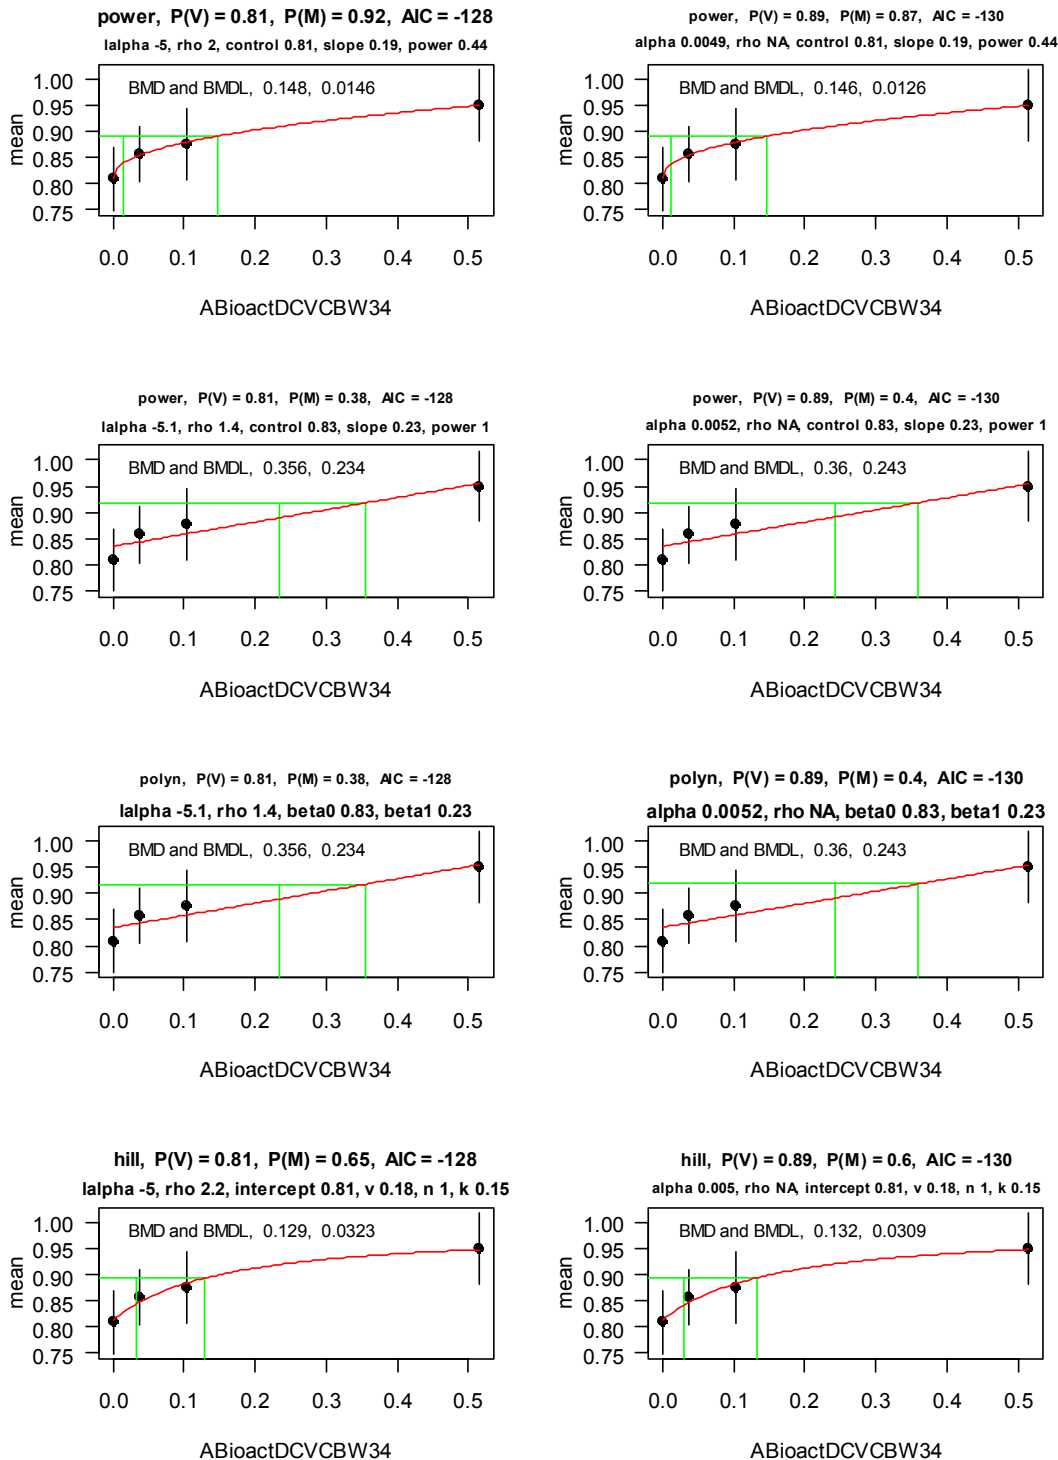 power, P(V) = 0.81, P(M) = 0.92, AIC = -128
lalpha -5, rho 2, control 0.81, slope 0.19, power 0.44
BMD and BMDL, 0.148, 0.0146
1.00
0.95
0.90
0.85
0.80
0.75
mean
0.0 0.1 0.2 0.3 0.4 0.5
ABioactDCVCBW34
power, P(V) = 0.89, P(M) = 0.87, AIC = -130
alpha 0.0049, rho NA, control 0.81, slope 0.19, power 0.44
BMD and BMDL, 0.146, 0.0126
1.00
0.95
0.90
0.85
0.80
0.75
mean
0.0 0.1 0.2 0.3 0.4 0.5
ABioactDCVCBW34
power, P(V) = 0.81, P(M) = 0.38, AIC = -128
lalpha -5.1, rho 1.4, control 0.83, slope 0.23, power 1
BMD and BMDL, 0.356, 0.234
1.00
0.95
0.90
0.85
0.80
0.75
mean
0.0 0.1 0.2 0.3 0.4 0.5
ABioactDCVCBW34
power, P(V) = 0.89, P(M) = 0.4, AIC = -130
alpha 0.0052, rho NA, control 0.83, slope 0.23, power 1
BMD and BMDL, 0.36, 0.243
1.00
0.95
0.90
0.85
0.80
0.75
mean
0.0 0.1 0.2 0.3 0.4 0.5
ABioactDCVCBW34
polyn, P(V) = 0.81, P(M) = 0.38, AIC = -128
lalpha -5.1, rho 1.4, beta0 0.83, beta1 0.23
BMD and BMDL, 0.356, 0.234
1.00
0.95
0.90
0.85
0.80
0.75
mean
0.0 0.1 0.2 0.3 0.4 0.5
ABioactDCVCBW34
polyn, P(V) = 0.89, P(M) = 0.4, AIC = -130
alpha 0.0052, rho NA, beta0 0.83, beta1 0.23
BMD and BMDL, 0.36, 0.243
1.00
0.95
0.90
0.85
0.80
0.75
mean
0.0 0.1 0.2 0.3 0.4 0.5
ABioactDCVCBW34
hill, P(V) = 0.81, P(M) = 0.65, AIC = -128
lalpha -5, rho 2.2, intercept 0.81, v 0.18, n 1, k 0.15
BMD and BMDL, 0.129, 0.0323
1.00
0.95
0.90
0.85
0.80
0.75
mean
0.0 0.1 0.2 0.3 0.4 0.5
ABioactDCVCBW34
hill, P(V) = 0.89, P(M) = 0.6, AIC = -130
alpha 0.005, rho NA, intercept 0.81, v 0.18, n 1, k 0.15
BMD and BMDL, 0.132, 0.0309
1.00
0.95
0.90
0.85
0.80
0.75
mean
0.0 0.1 0.2 0.3 0.4 0.5
ABioactDCVCBW34